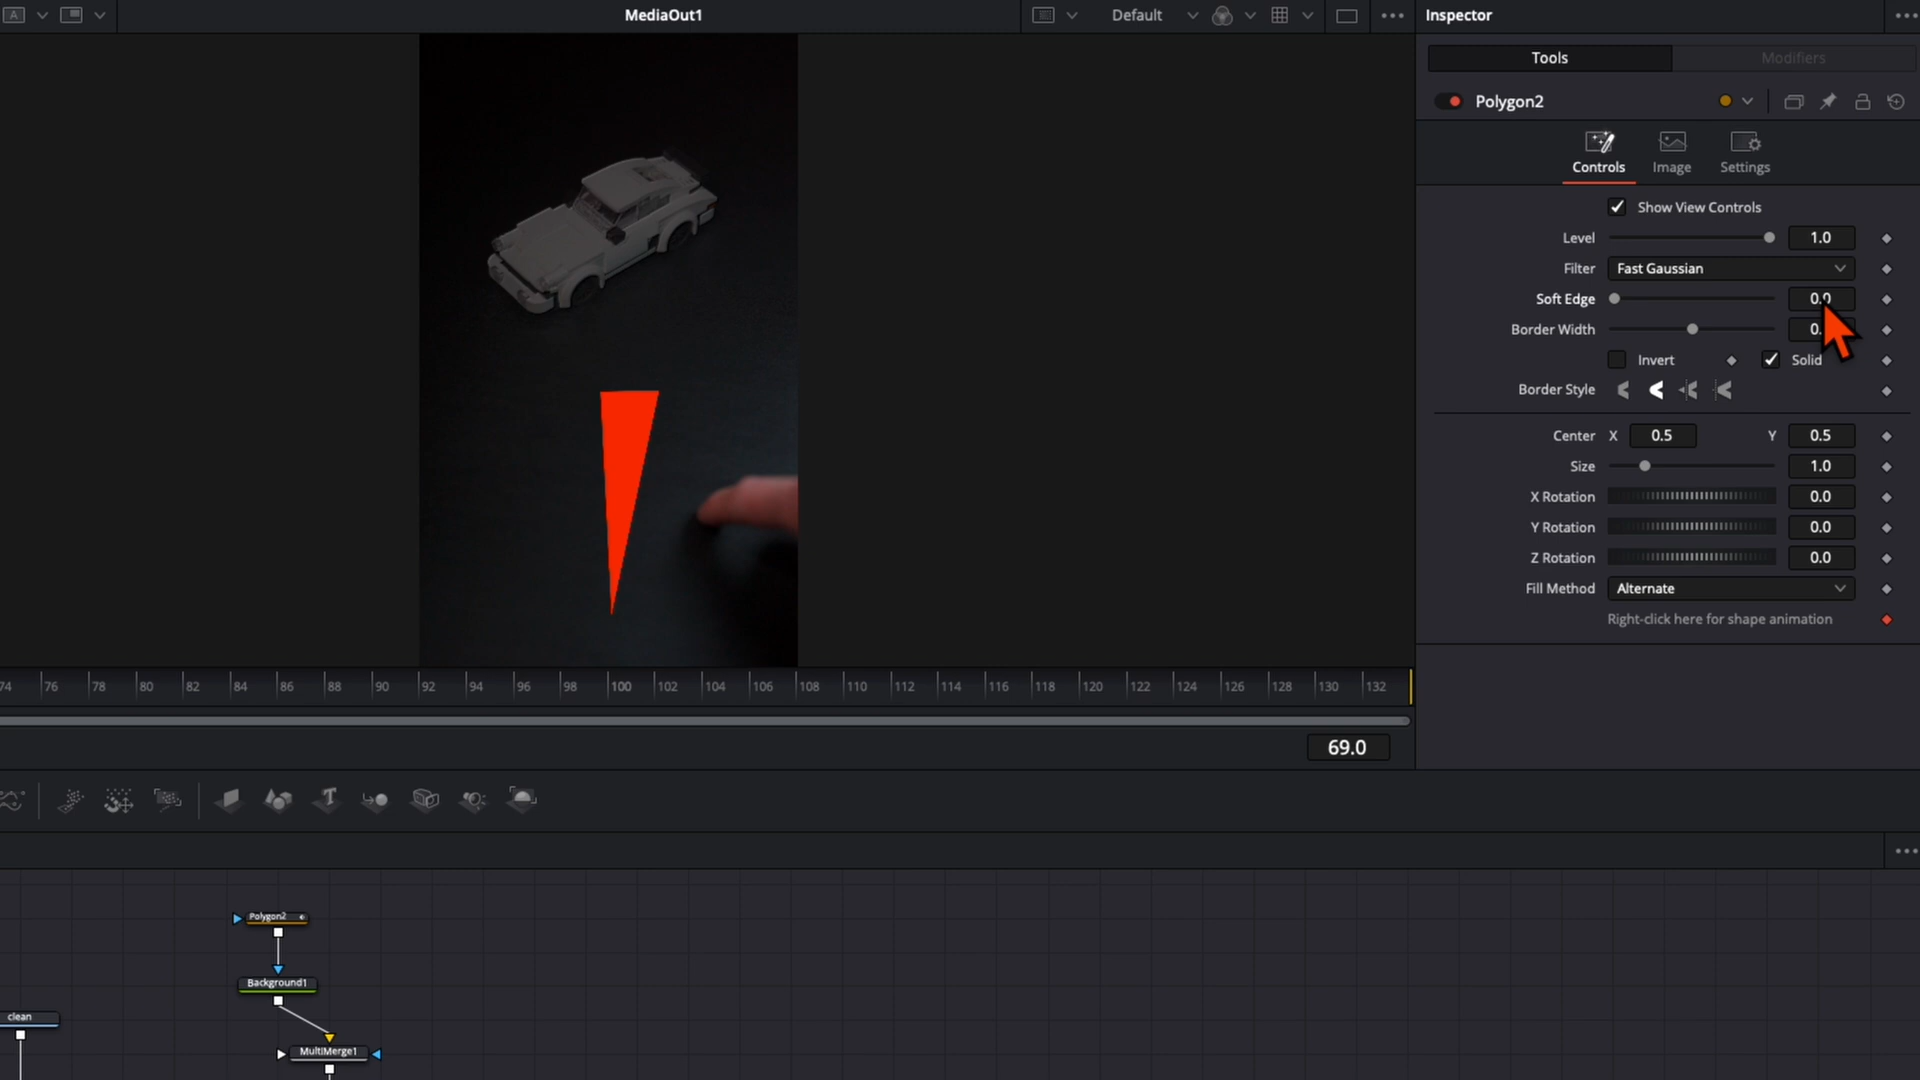 A
MediaOut1
Default
Inspector
Tools
Modifiers
Polygon2
Controls
Image
Settings
Show View Controls
Level
1.0
Filter
Fast Gaussian
Soft Edge
0.0
Border Width
Invert
Solid
Border Style
Center X 0.5 Y 0.5
Size
1.0
X Rotation
0.0
Y Rotation
0.0
Z Rotation
0.0
Fill Method
Alternate
Right-click here for shape animation
74 76 78 80 82 84 86 88 90 92 94 96 98 100 102 104 106 108 110 112 114 116 118 120 122 124 126 128 130 132
69.0
T
Polygon2
Background1
clean
MultiMerge1